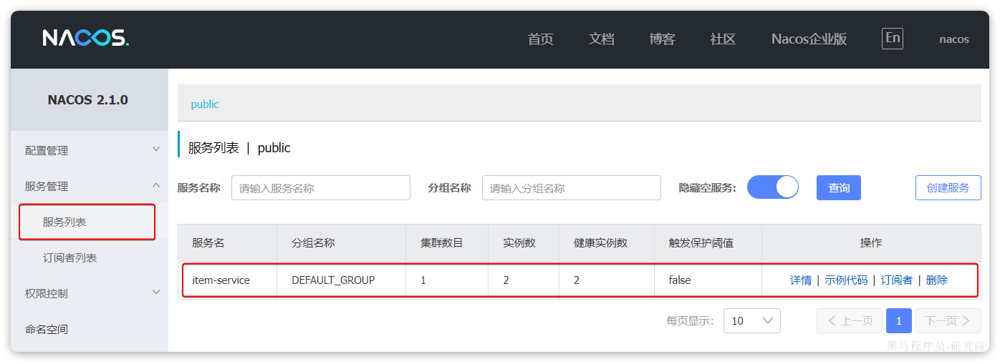 NACOS. 首页 文档 博客 社区 Nacos企业版 En nacos
NACOS 2.1.0
配置管理
服务管理
服务列表
订阅者列表
权限控制
命名空间
public
服务列表 | public
服务名称 请输入服务名称 分组名称 请输入分组名称 隐藏空服务: 查询 创建服务
服务名 分组名称 集群数目 实例数 健康实例数 触发保护阈值 操作
item-service DEFAULT_GROUP 1 2 2 false 详情 | 示例代码 | 订阅者 | 删除
每页显示: 10 上一页 1 下一页
黑马程序员-研究院